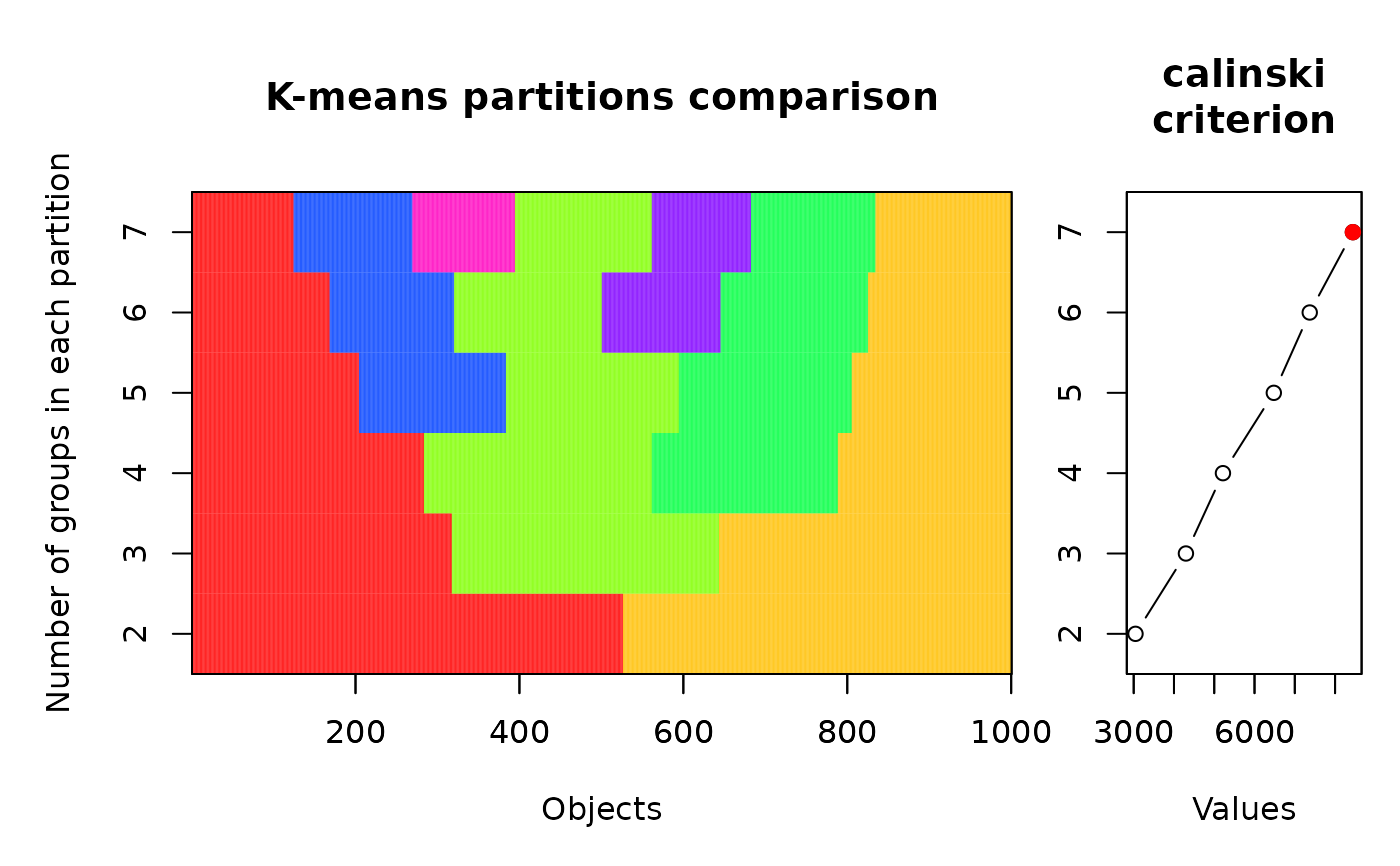 K-means partitions comparison
calinski
criterion
Number of groups in each partition
7
6
5
4
3
2
200 400 600 800 1000
Objects
7
6
5
4
3
2
3000 6000
Values